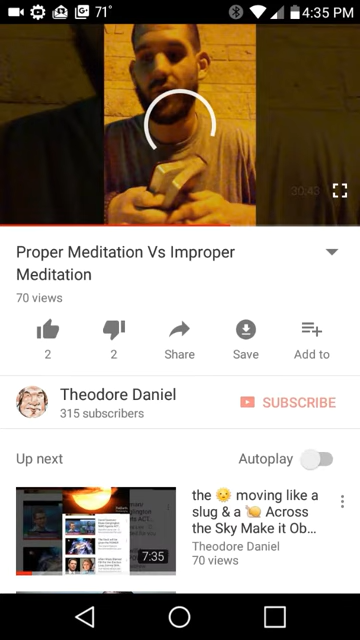 71°
4:35 PM
30:43
Proper Meditation Vs Improper
Meditation
70 views
2
2
Share
Save
Add to
Theodore Daniel
315 subscribers
SUBSCRIBE
Up next
Autoplay
7:35
the 🌞 moving like a
slug & a 🐌 Across
the Sky Make it Ob...
Theodore Daniel
70 views